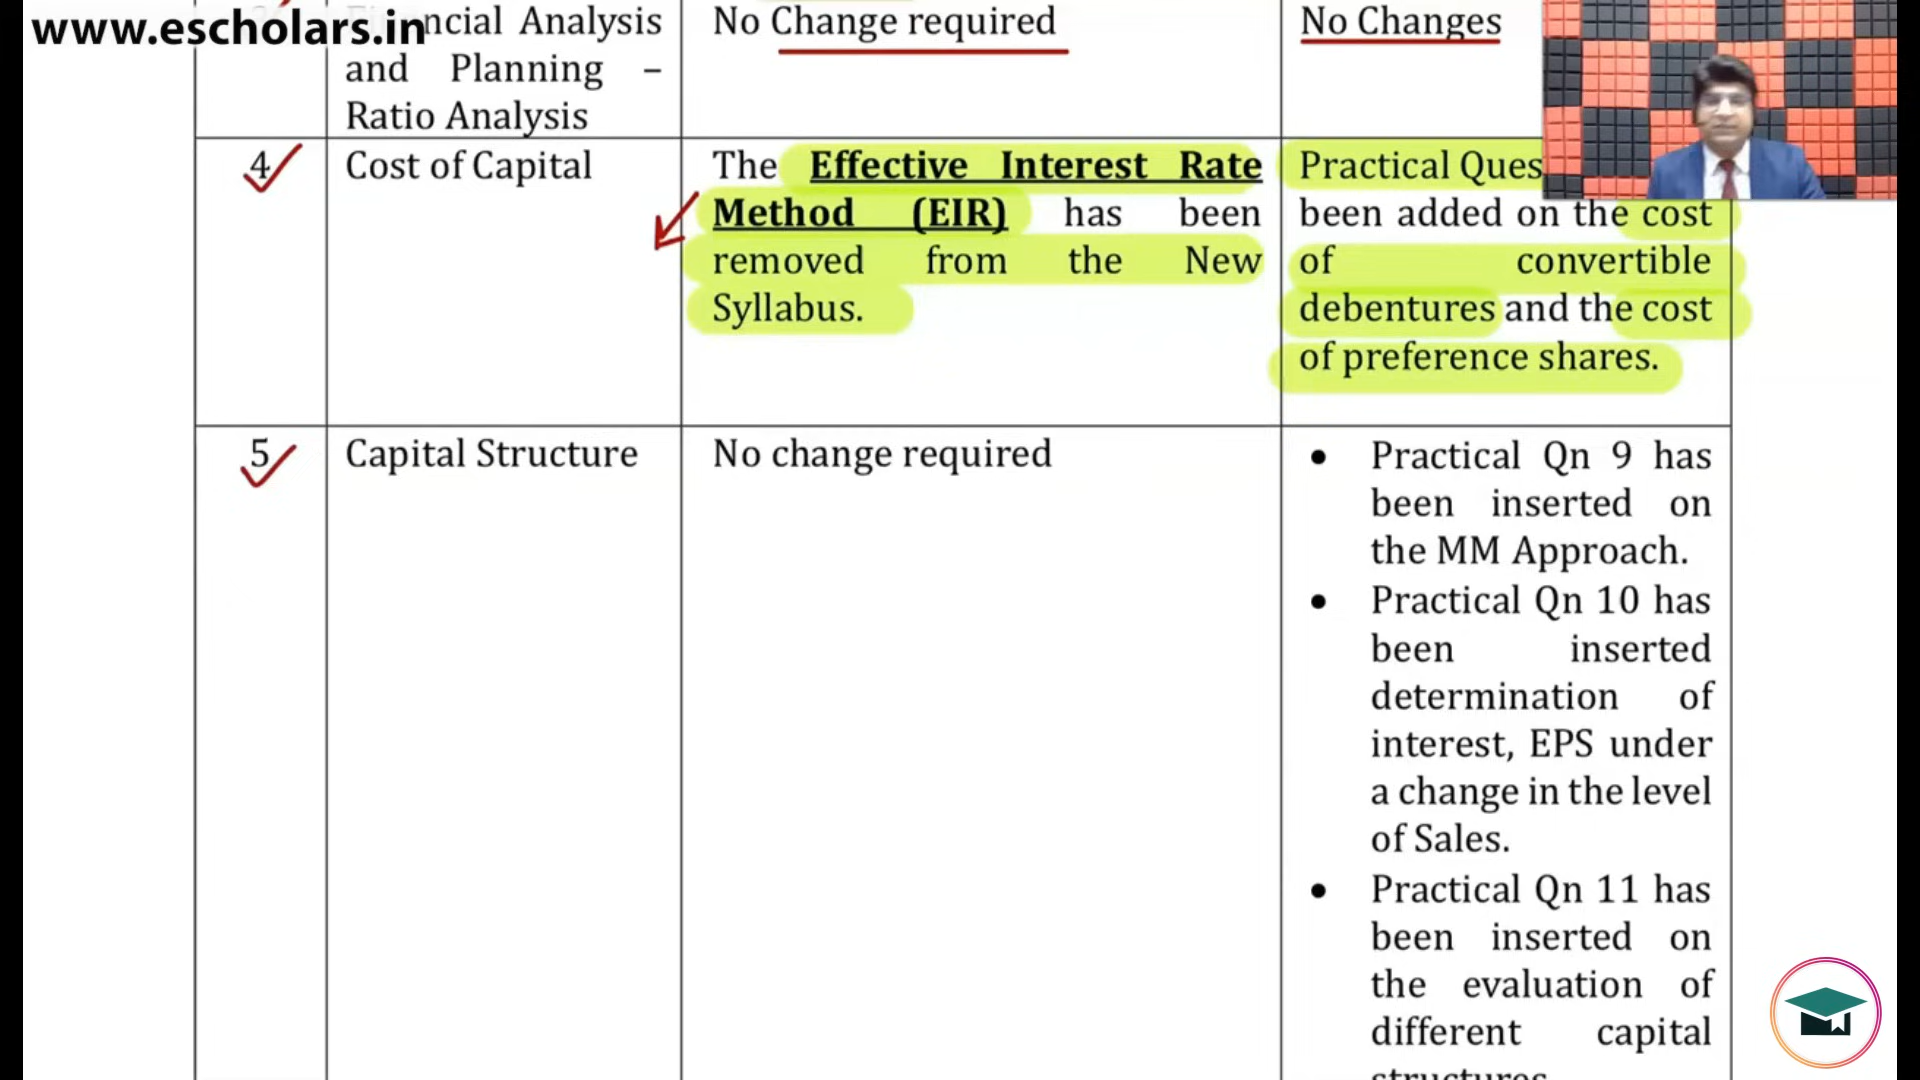 www.escholars.in
ncial Analysis
and Planning –
Ratio Analysis
No Change required
No Changes
4
Cost of Capital
The Effective Interest Rate
Method (EIR) has been
removed from the New
Syllabus.
Practical
been added on the cost
of convertible
debentures and the cost
of preference shares.
5
Capital Structure
No change required
• Practical Qn 9 has
been inserted on
the MM Approach.
• Practical Qn 10 has
been inserted
determination of
interest, EPS under
a change in the level
of Sales.
• Practical Qn 11 has
been inserted on
the evaluation of
different capital